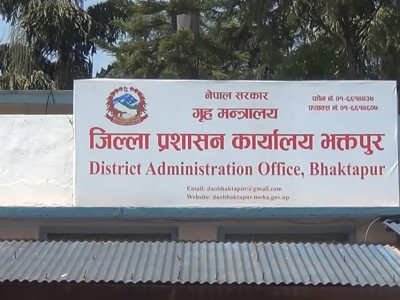 नेपाल सरकार
गृह मन्त्रालय
जिल्ला प्रशासन कार्यालय भक्तपुर
District Administration Office, Bhaktapur
Email: daobhaktapur@gmail.com
Website: daobhaktapur.moha.gov.np
फोन नं.
फ्याक्स नं.